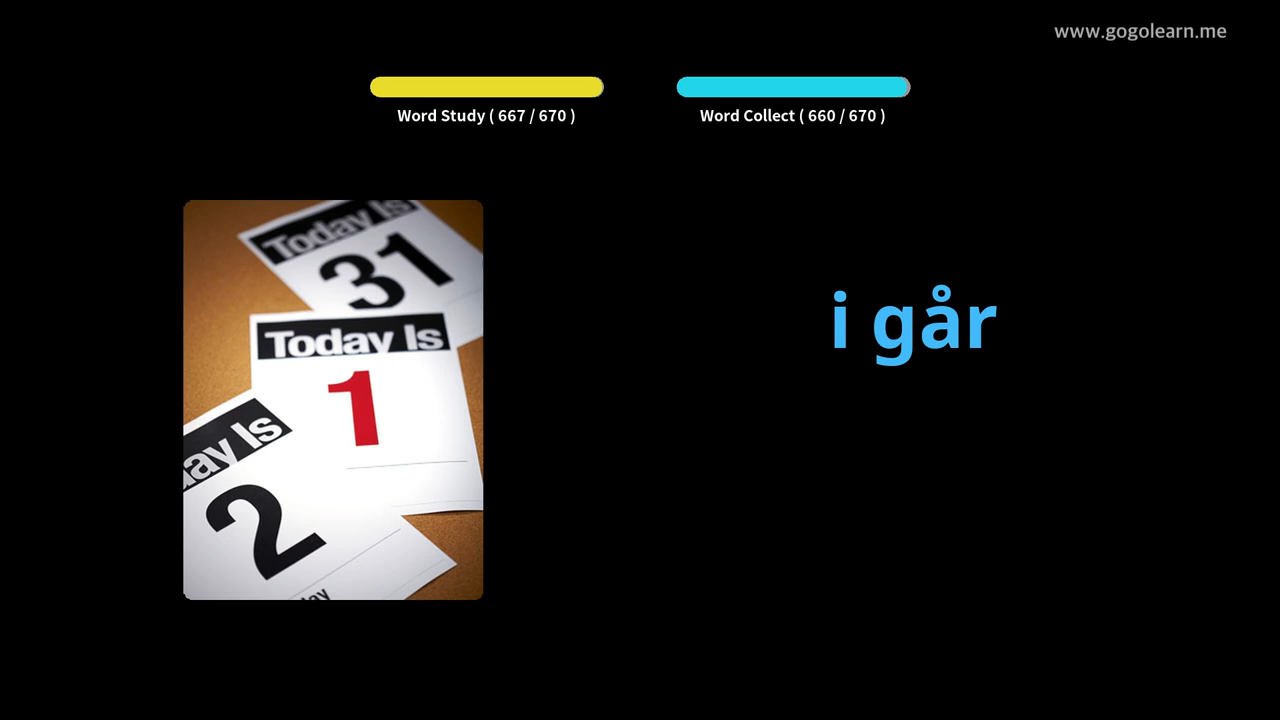 www.gogolearn.me
Word Study ( 667 / 670 )
Word Collect ( 660 / 670 )
Today Is
31
Today Is
1
ay Is
2
ay
i går